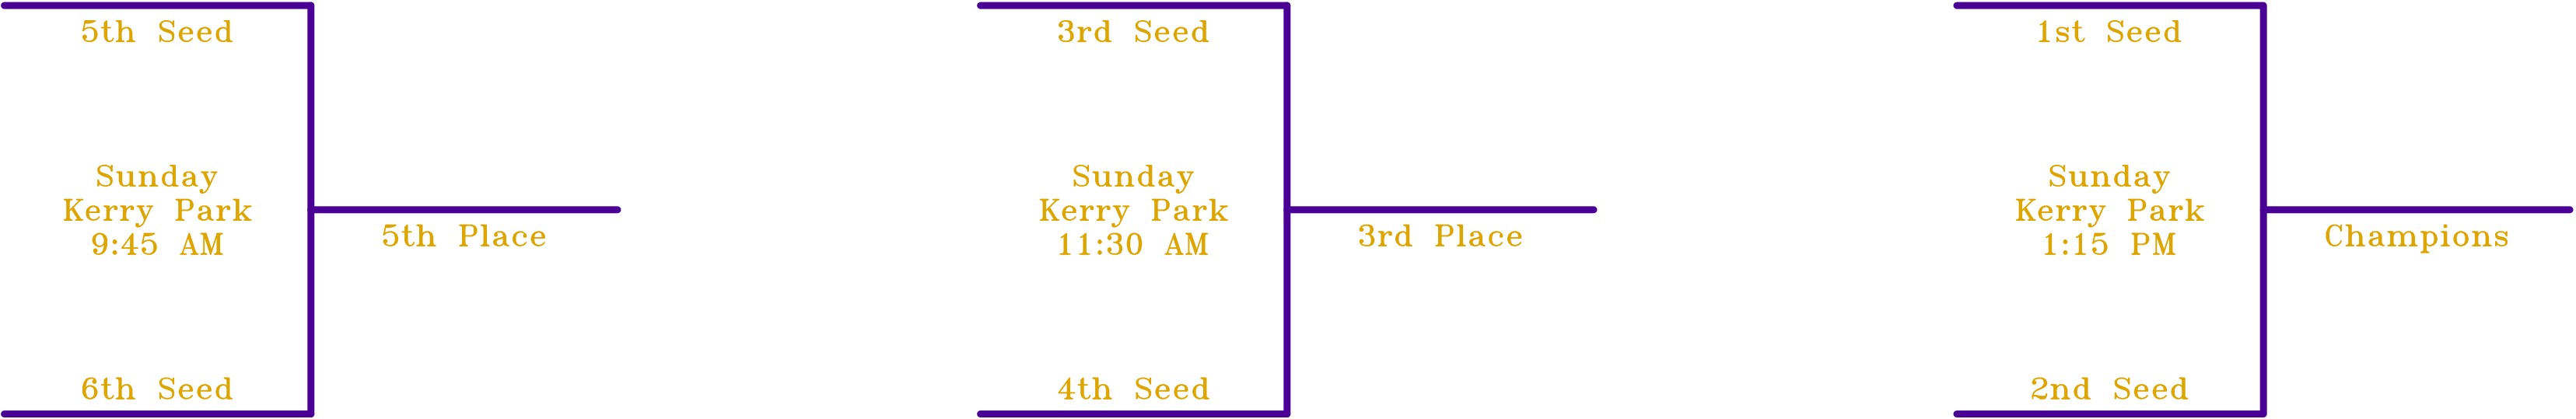 5th Seed
Sunday
Kerry Park
9:45 AM
5th Place
6th Seed
3rd Seed
Sunday
Kerry Park
11:30 AM
3rd Place
4th Seed
1st Seed
Sunday
Kerry Park
1:15 PM
Champions
2nd Seed